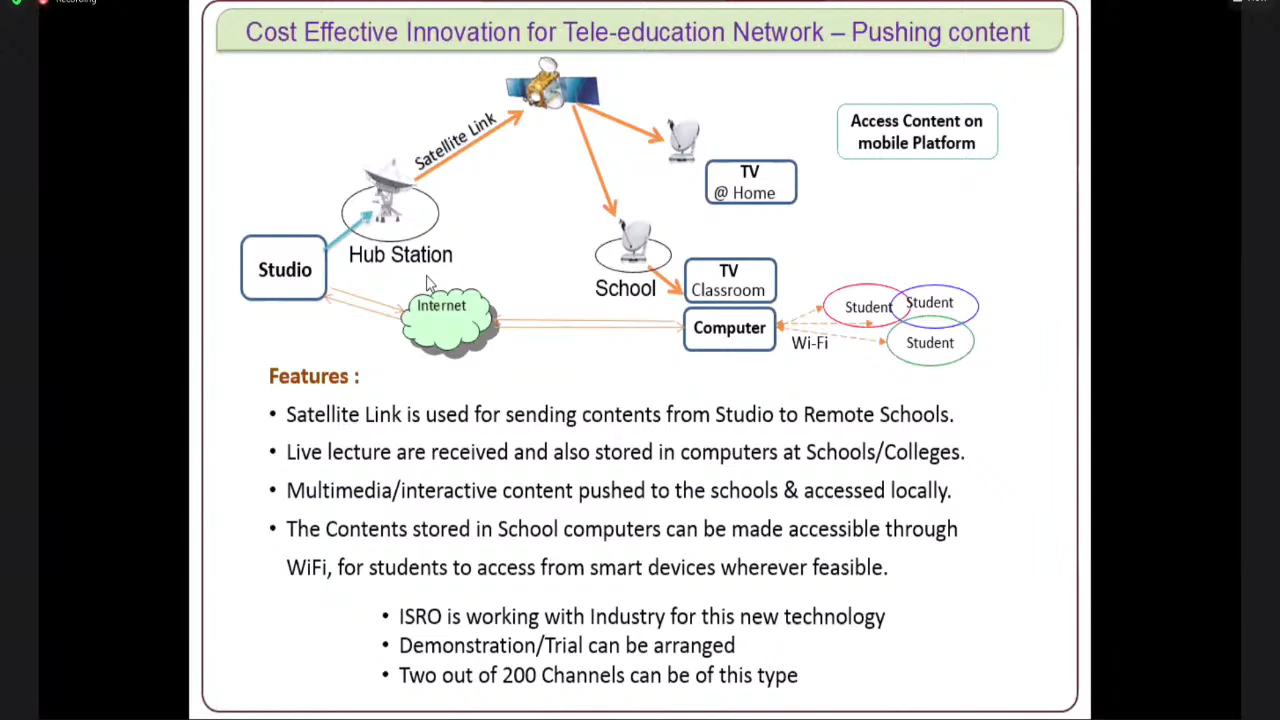 Recording
Cost Effective Innovation for Tele-education Network – Pushing content
Satellite Link
Access Content on
mobile Platform
TV
@ Home
Hub Station
Studio
School
TV
Classroom
Internet
Computer
Wi-Fi
Student
Student
Student
Features :
• Satellite Link is used for sending contents from Studio to Remote Schools.
• Live lecture are received and also stored in computers at Schools/Colleges.
• Multimedia/interactive content pushed to the schools & accessed locally.
• The Contents stored in School computers can be made accessible through
WiFi, for students to access from smart devices wherever feasible.
• ISRO is working with Industry for this new technology
• Demonstration/Trial can be arranged
• Two out of 200 Channels can be of this type